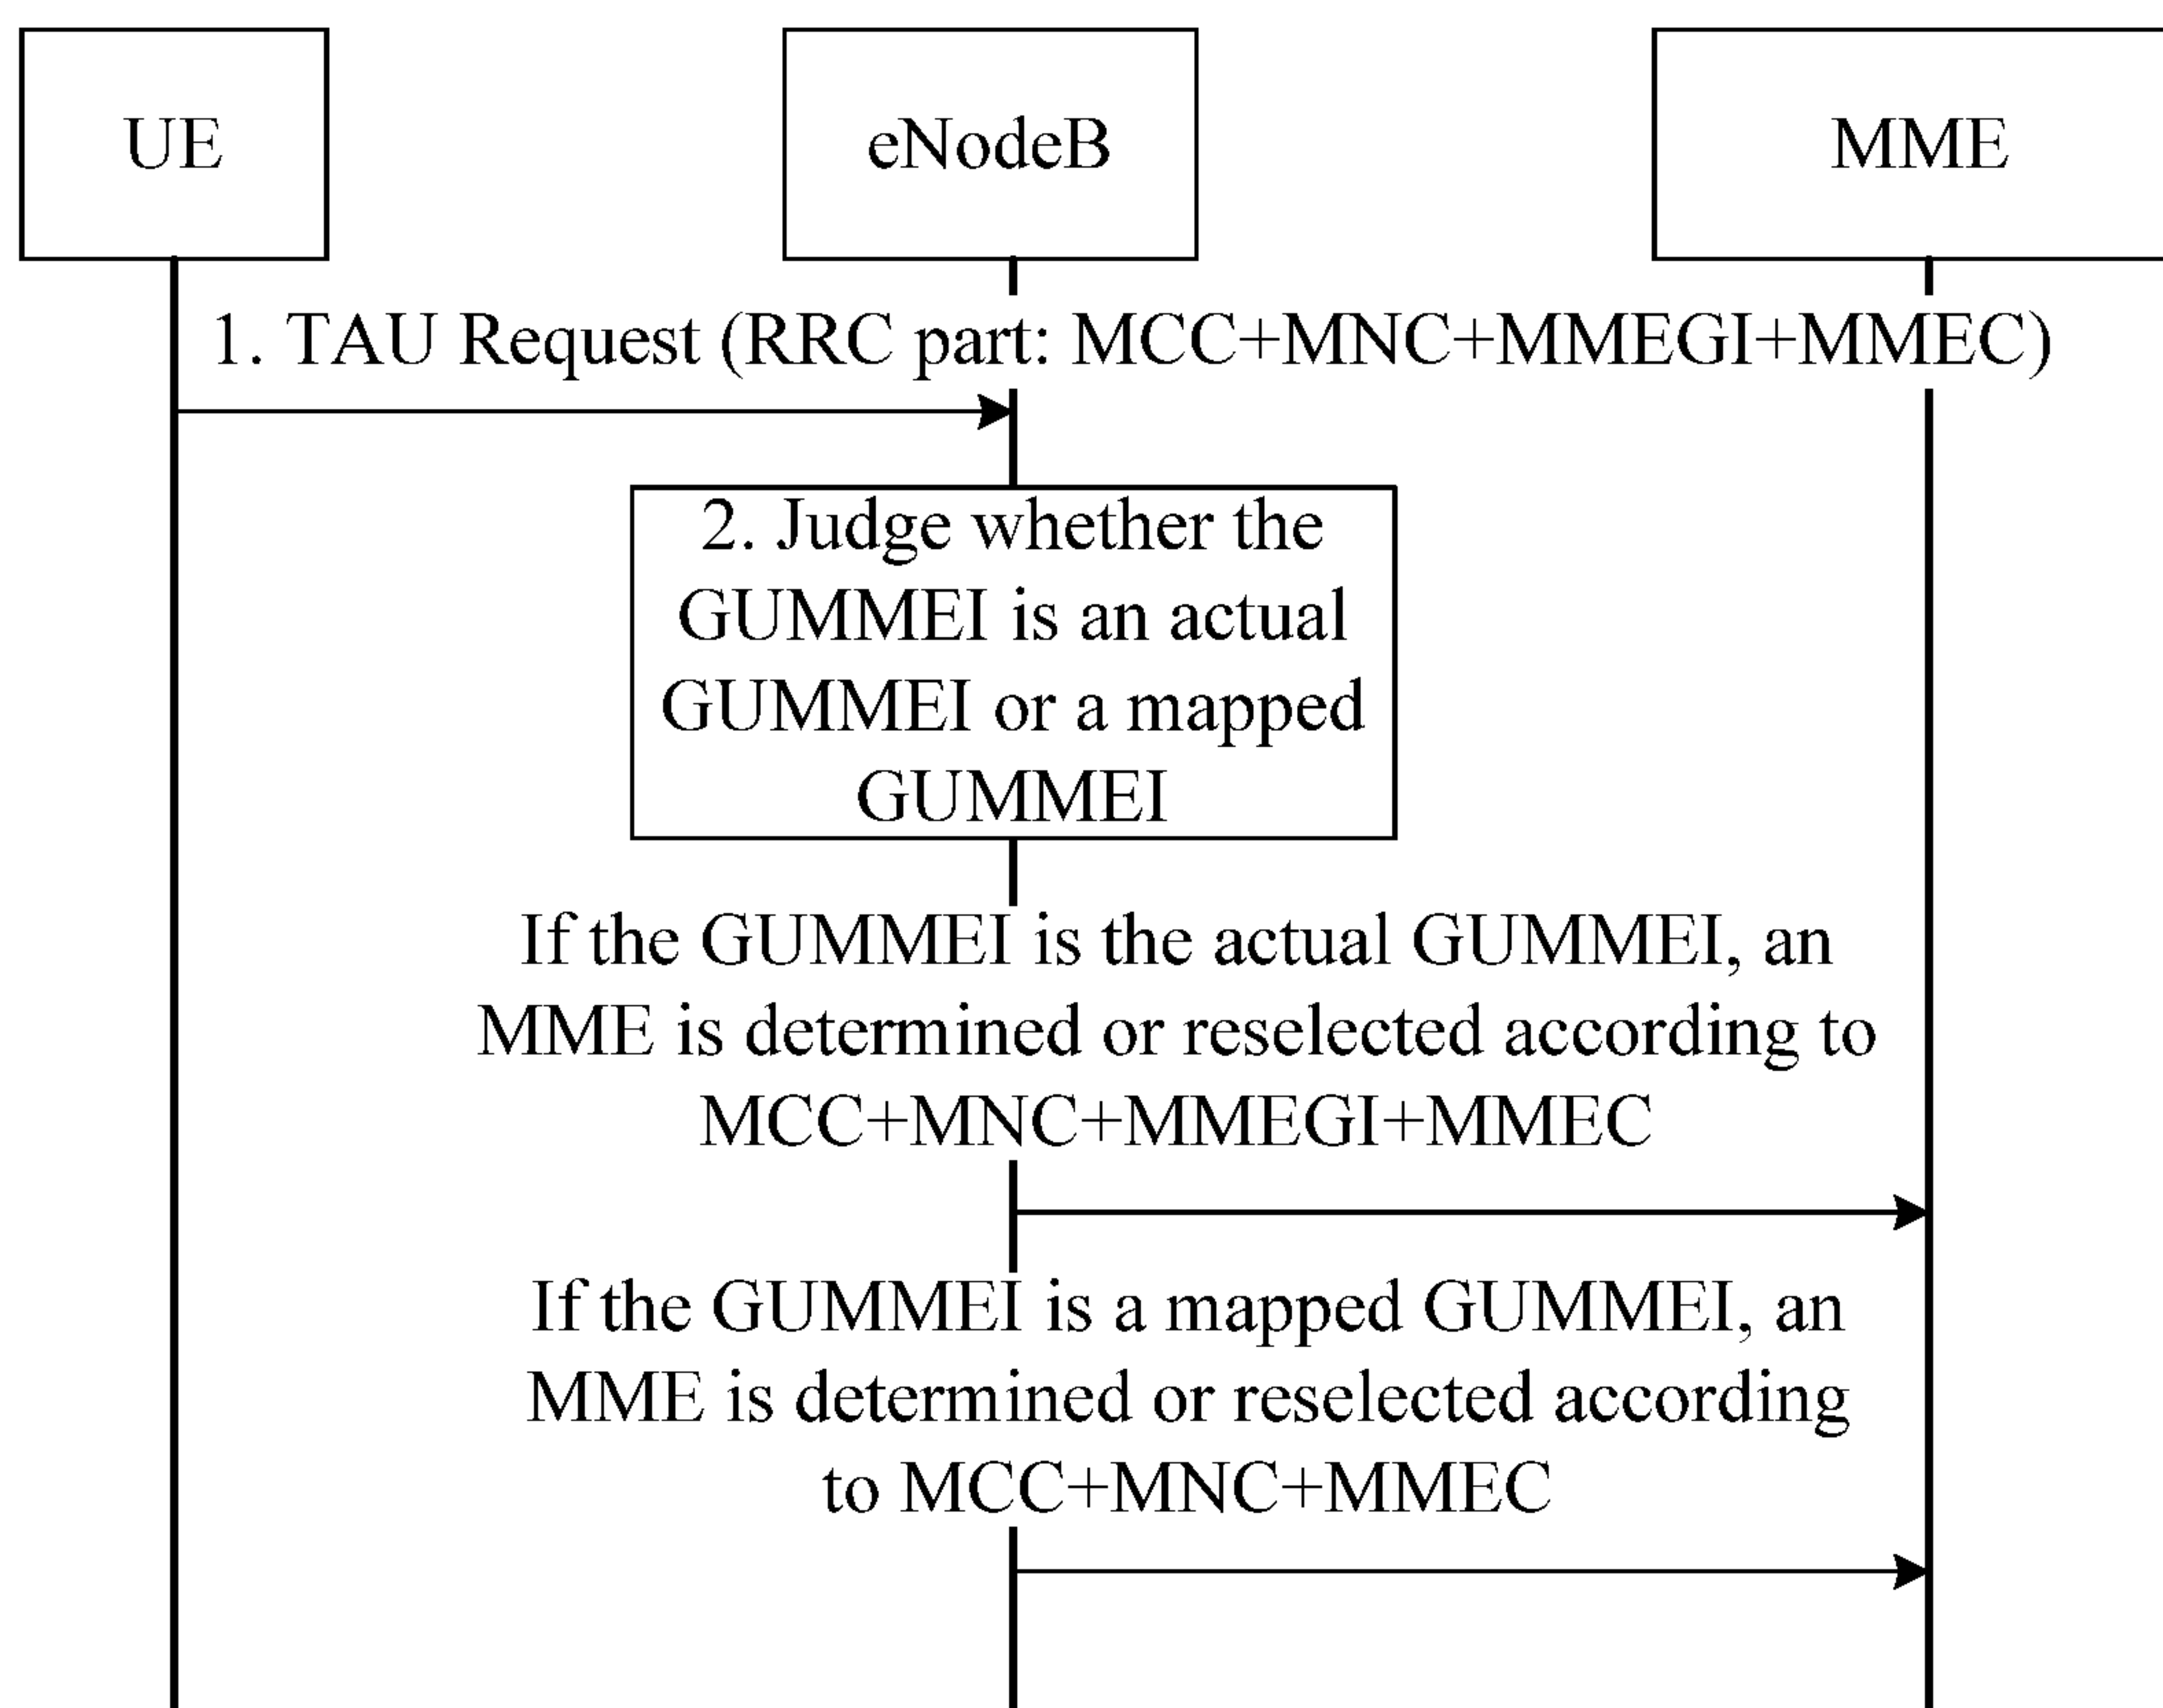 UE
eNodeB
MME
1. TAU Request (RRC part: MCC+MNC+MMEGI+MMEC)
2. Judge whether the
GUMMEI is an actual
GUMMEI or a mapped
GUMMEI
If the GUMMEI is the actual GUMMEI, an
MME is determined or reselected according to
MCC+MNC+MMEGI+MMEC
If the GUMMEI is a mapped GUMMEI, an
MME is determined or reselected according
to MCC+MNC+MMEC